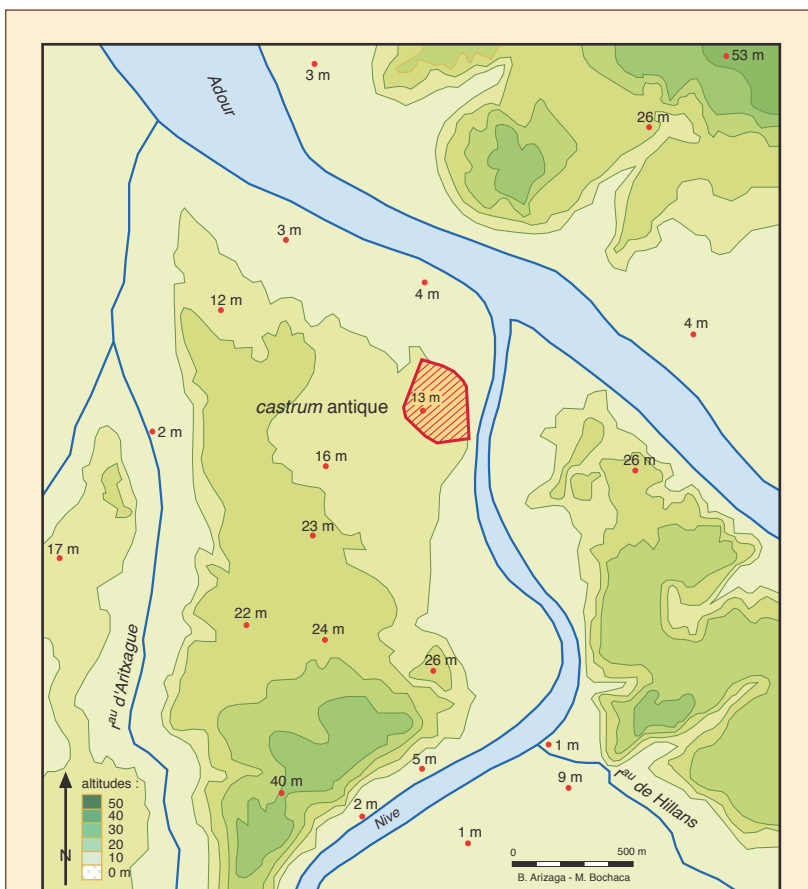 53 m
3 m
Adour
26 m
3 m
4 m
12 m
4 m
13 m
castrum antique
2 m
16 m
26 m
23 m
17 m
22 m
24 m
26 m
rau d'Aritxague
1 m
5 m
altitudes :
50
40
30
20
10
0 m
N
40 m
9 m
rau de Hillans
2 m
Nive
1 m
0 500 m
B. Arizaga - M. Bochaca